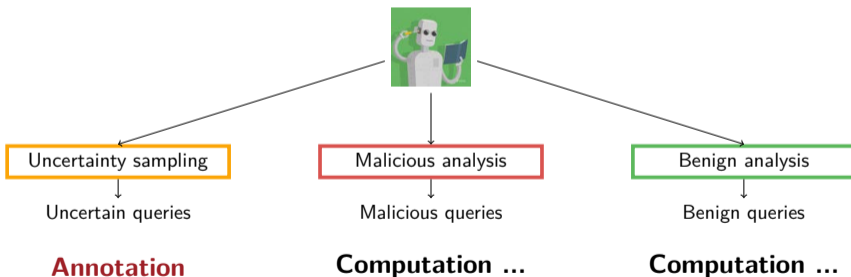 Uncertainty sampling
Malicious analysis
Benign analysis
Uncertain queries
Malicious queries
Benign queries
Annotation
Computation ...
Computation ...